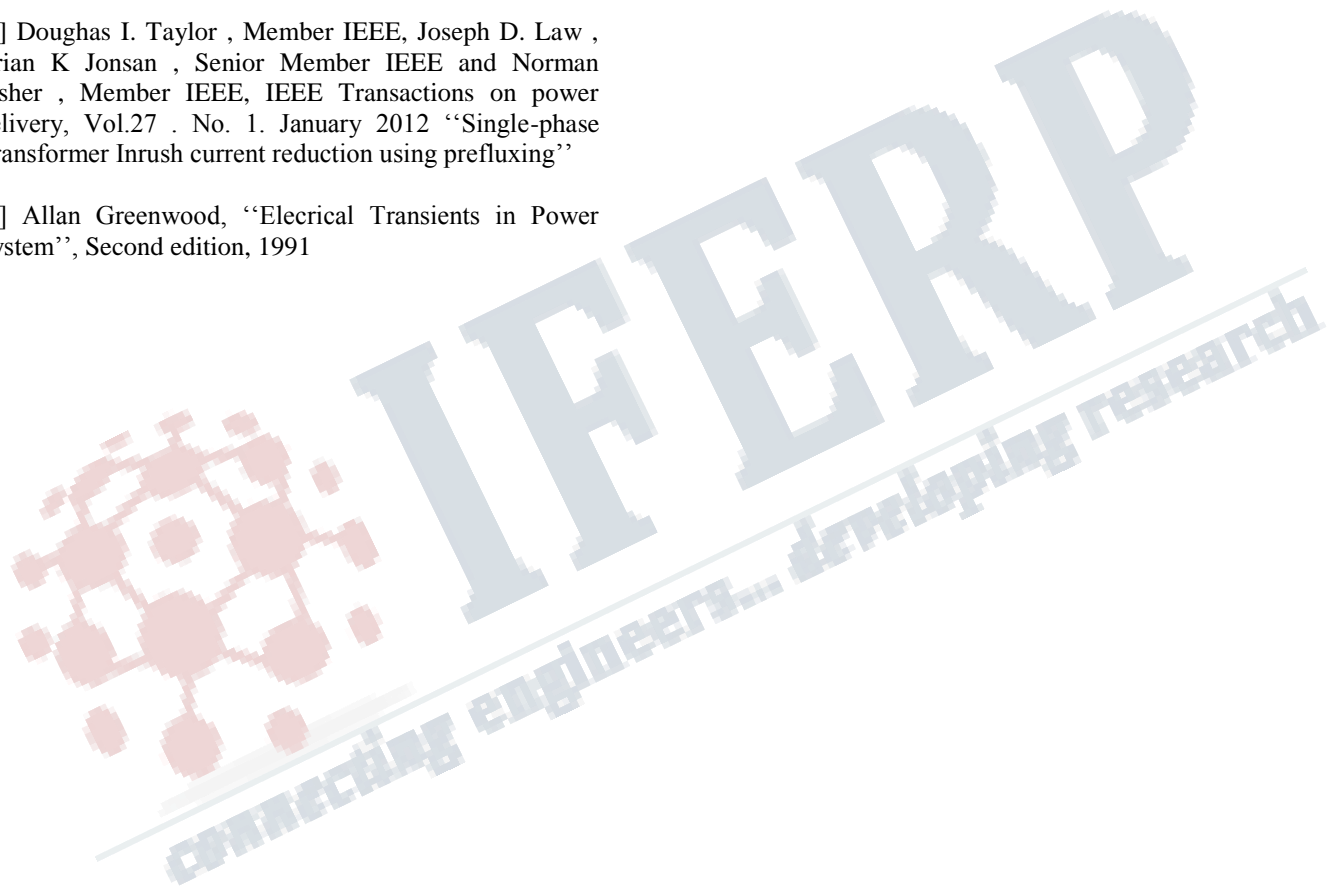 ] Doughas I. Taylor , Member IEEE, Joseph D. Law ,
rian K Jonsan , Senior Member IEEE and Norman
sher , Member IEEE, IEEE Transactions on power
elivery, Vol.27 . No. 1. January 2012 ‘‘Single-phase
ransformer Inrush current reduction using prefluxing’’
] Allan Greenwood, ‘‘Elecrical Transients in Power
ystem’’, Second edition, 1991
IFERP
connecting engineers... developing research